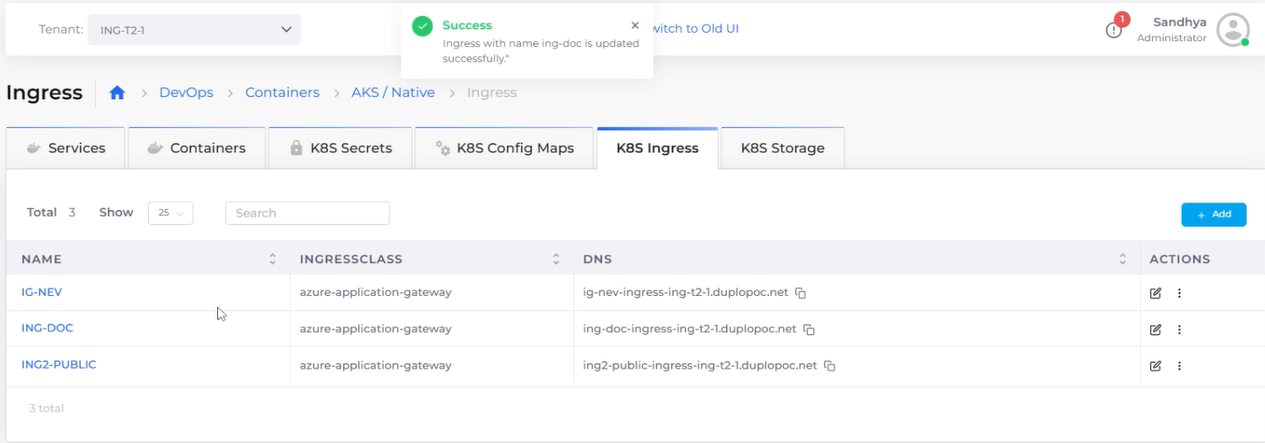 Tenant: ING-T2-1
Success
Ingress with name ing-doc is updated
successfully."
witch to Old UI
1
Sandhya
Administrator
Ingress > DevOps > Containers > AKS / Native > Ingress
Services Containers K8S Secrets K8S Config Maps K8S Ingress K8S Storage
Total 3 Show 25 Search + Add
NAME INGRESSCLASS DNS ACTIONS
IG-NEV azure-application-gateway ig-nev-ingress-ing-t2-1.duplopoc.net
ING-DOC azure-application-gateway ing-doc-ingress-ing-t2-1.duplopoc.net
ING2-PUBLIC azure-application-gateway ing2-public-ingress-ing-t2-1.duplopoc.net
3 total